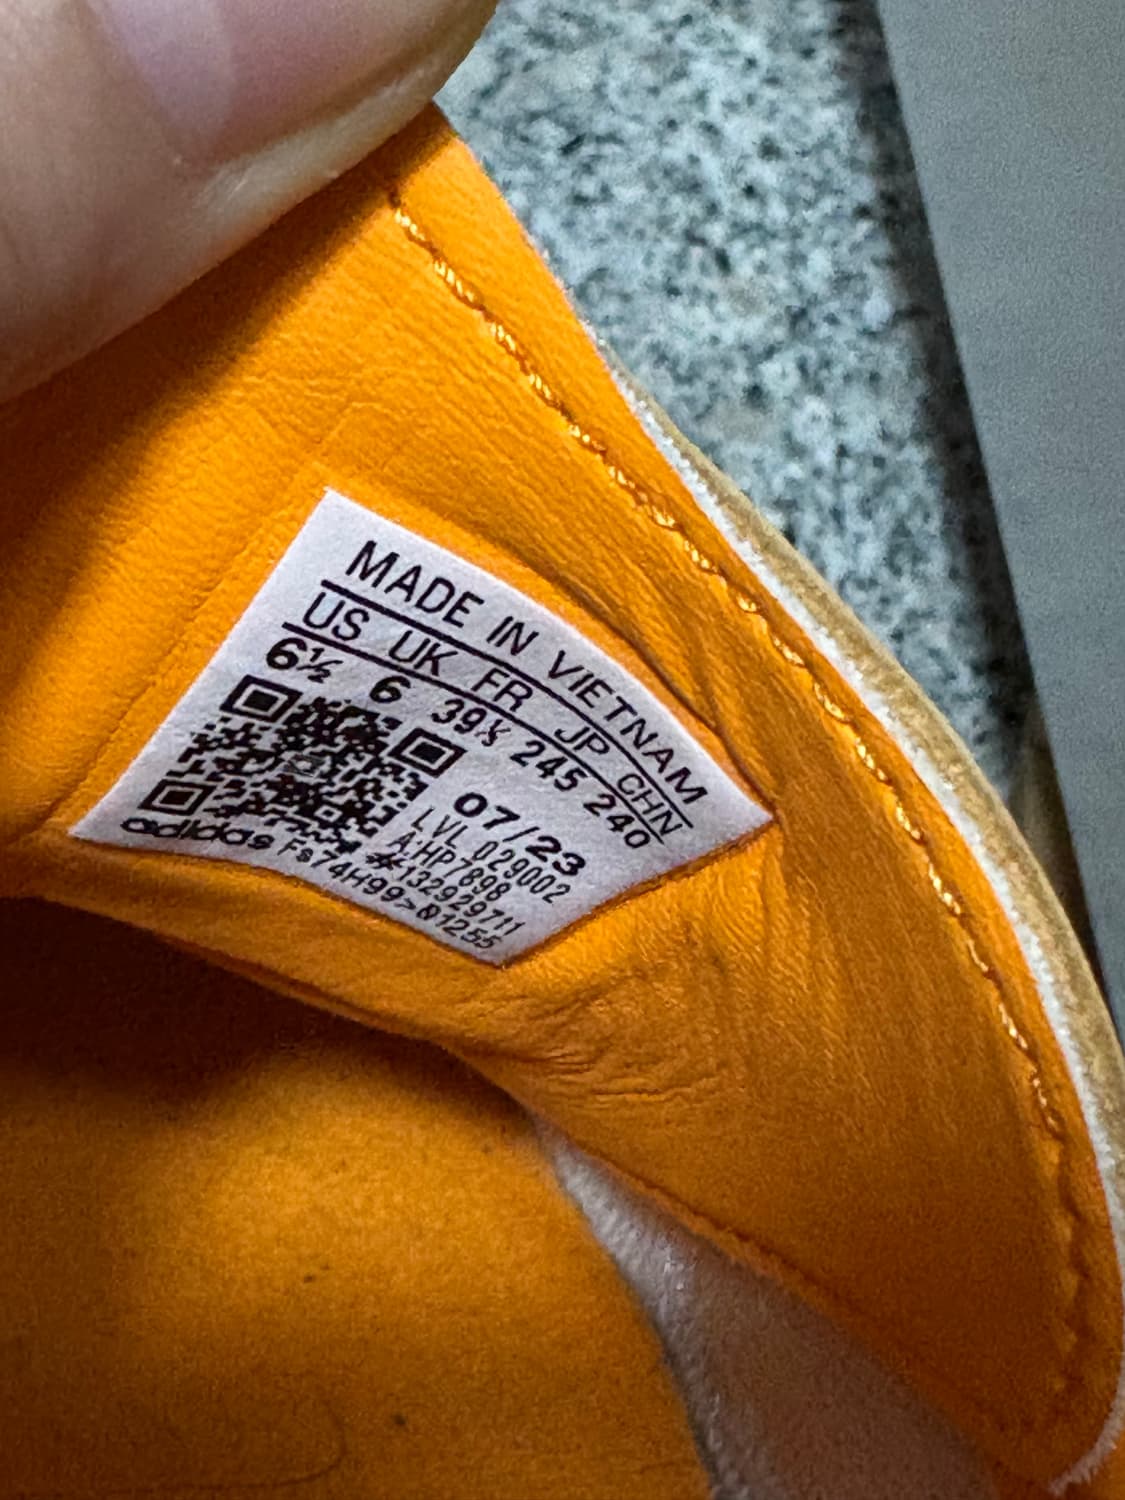 MADE IN VIETNAM
US UK FR JP CHN
6½ 6 39⅓ 245 240
07/23
LVL 029002
A:HP7898
#132929711
adidas Fs74H99>01255